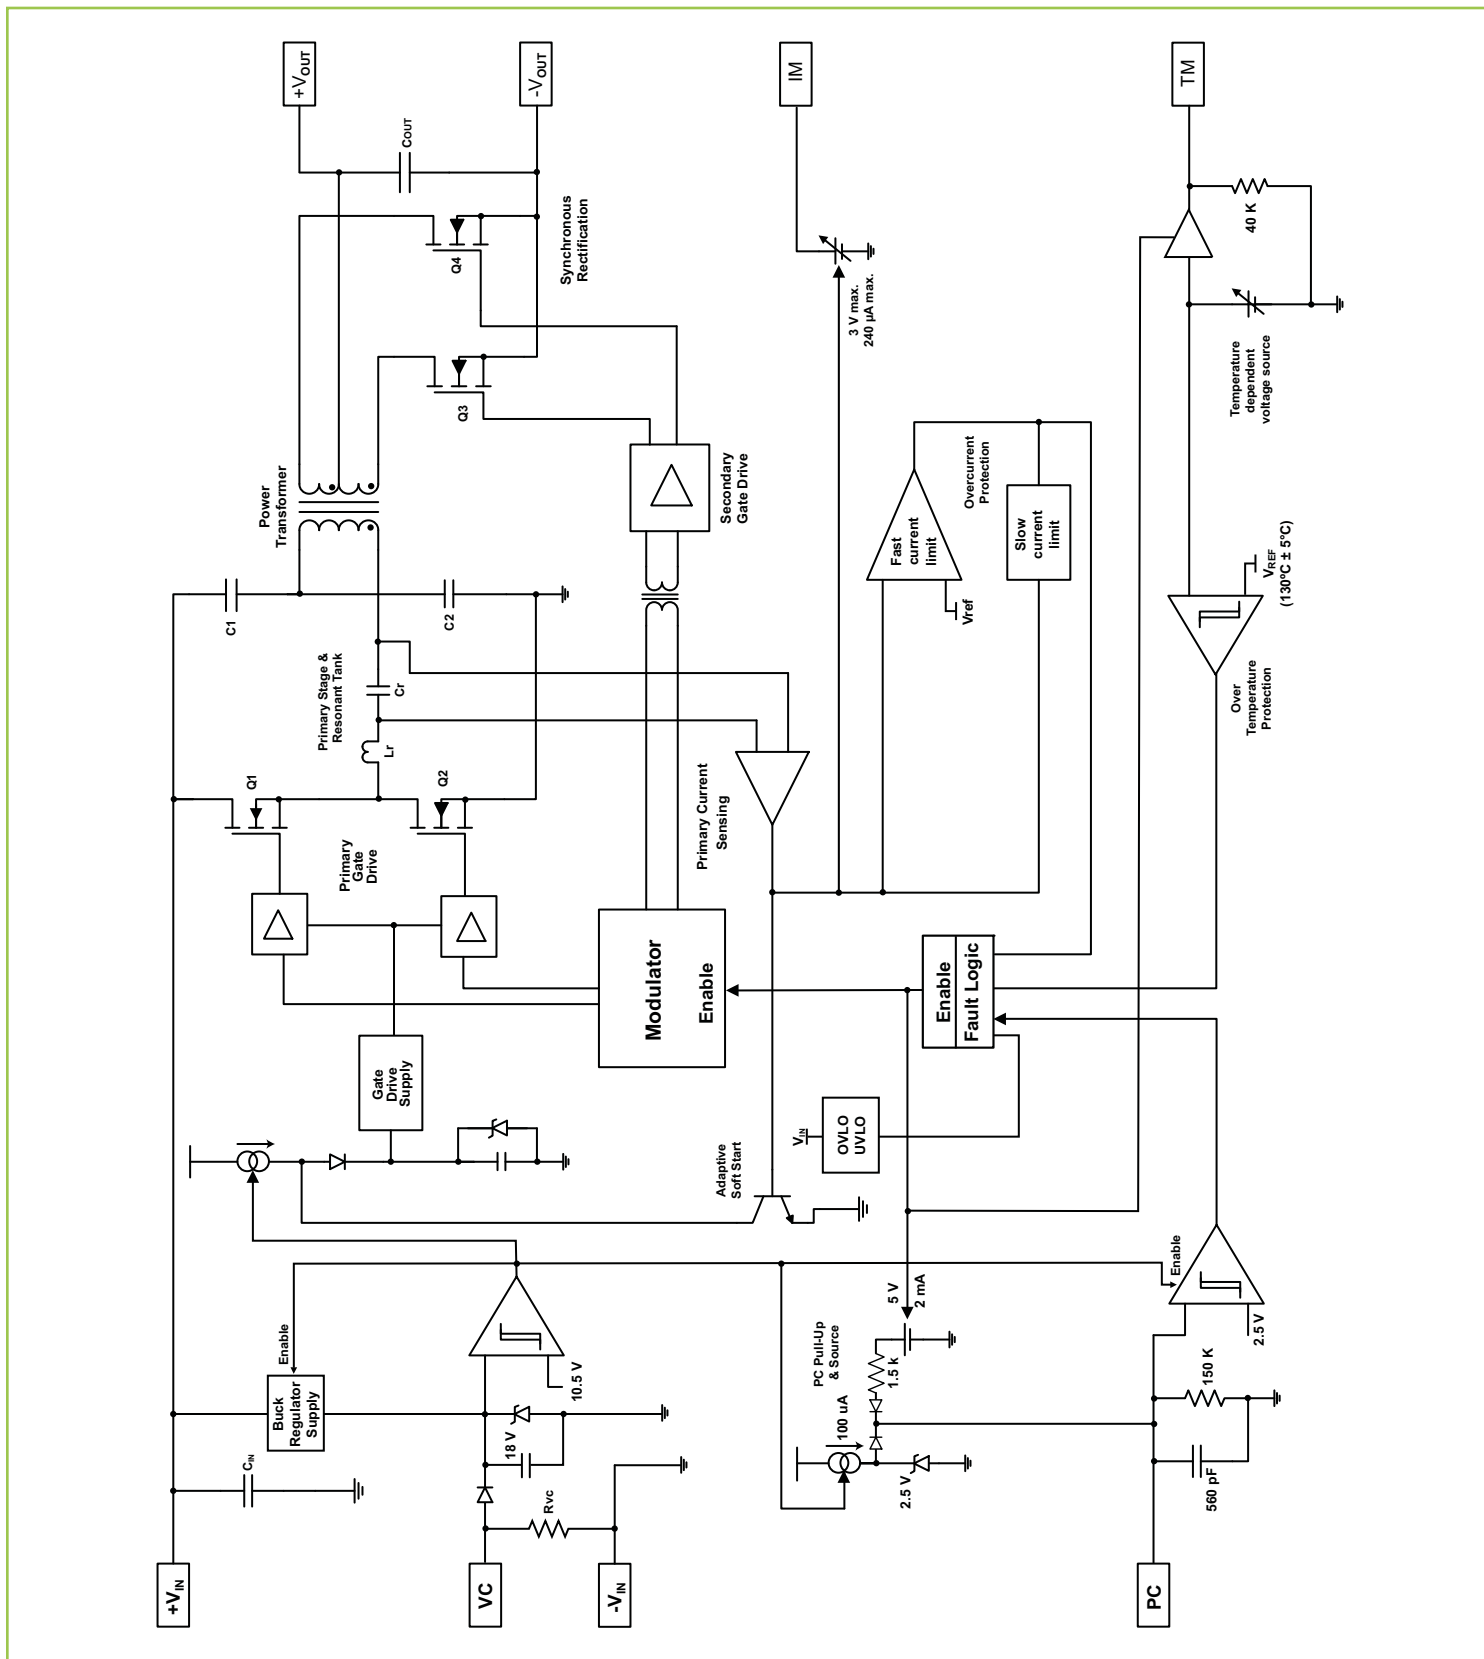 +VOUT
-VOUT
IM
TM
COUT
Synchronous
Rectification
Q4
Q3
40 K
3 V max.
240 µA max.
Temperature
dependent
voltage source
Power
Transformer
Secondary
Gate Drive
Overcurrent
Protection
Fast
current
limit
Slow
current
limit
Vref
VREF
(130ºC ± 5°C)
Over
Temperature
Protection
C1
C2
Primary Stage &
Resonant Tank
Cr
Lr
Q1
Q2
Primary
Gate
Drive
Primary Current
Sensing
Modulator
Enable
Enable
Fault Logic
Gate
Drive
Supply
VIN
OVLO
UVLO
Adaptive
Soft Start
Enable
Buck
Regulator
Supply
CIN
10.5 V
18 V
Rvc
5 V
2 mA
PC Pull-Up
& Source
1.5 k
100 uA
2.5 V
Enable
2.5 V
150 K
560 pF
+VIN
VC
-VIN
PC